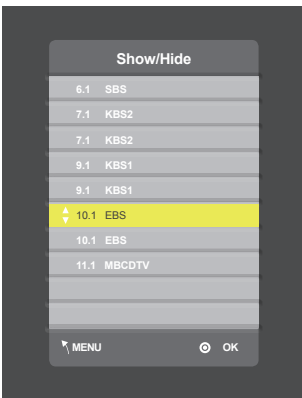 Show/Hide
6.1 SBS
7.1 KBS2
7.1 KBS2
9.1 KBS1
9.1 KBS1
10.1 EBS
10.1 EBS
11.1 MBCDTV
MENU OK